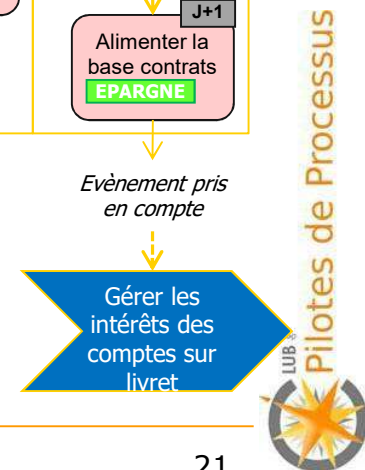 J+1
Alimenter la
base contrats
EPARGNE
Evènement pris
en compte
Gérer les
intérêts des
comptes sur
livret
LUB
Pilotes de Processus
21